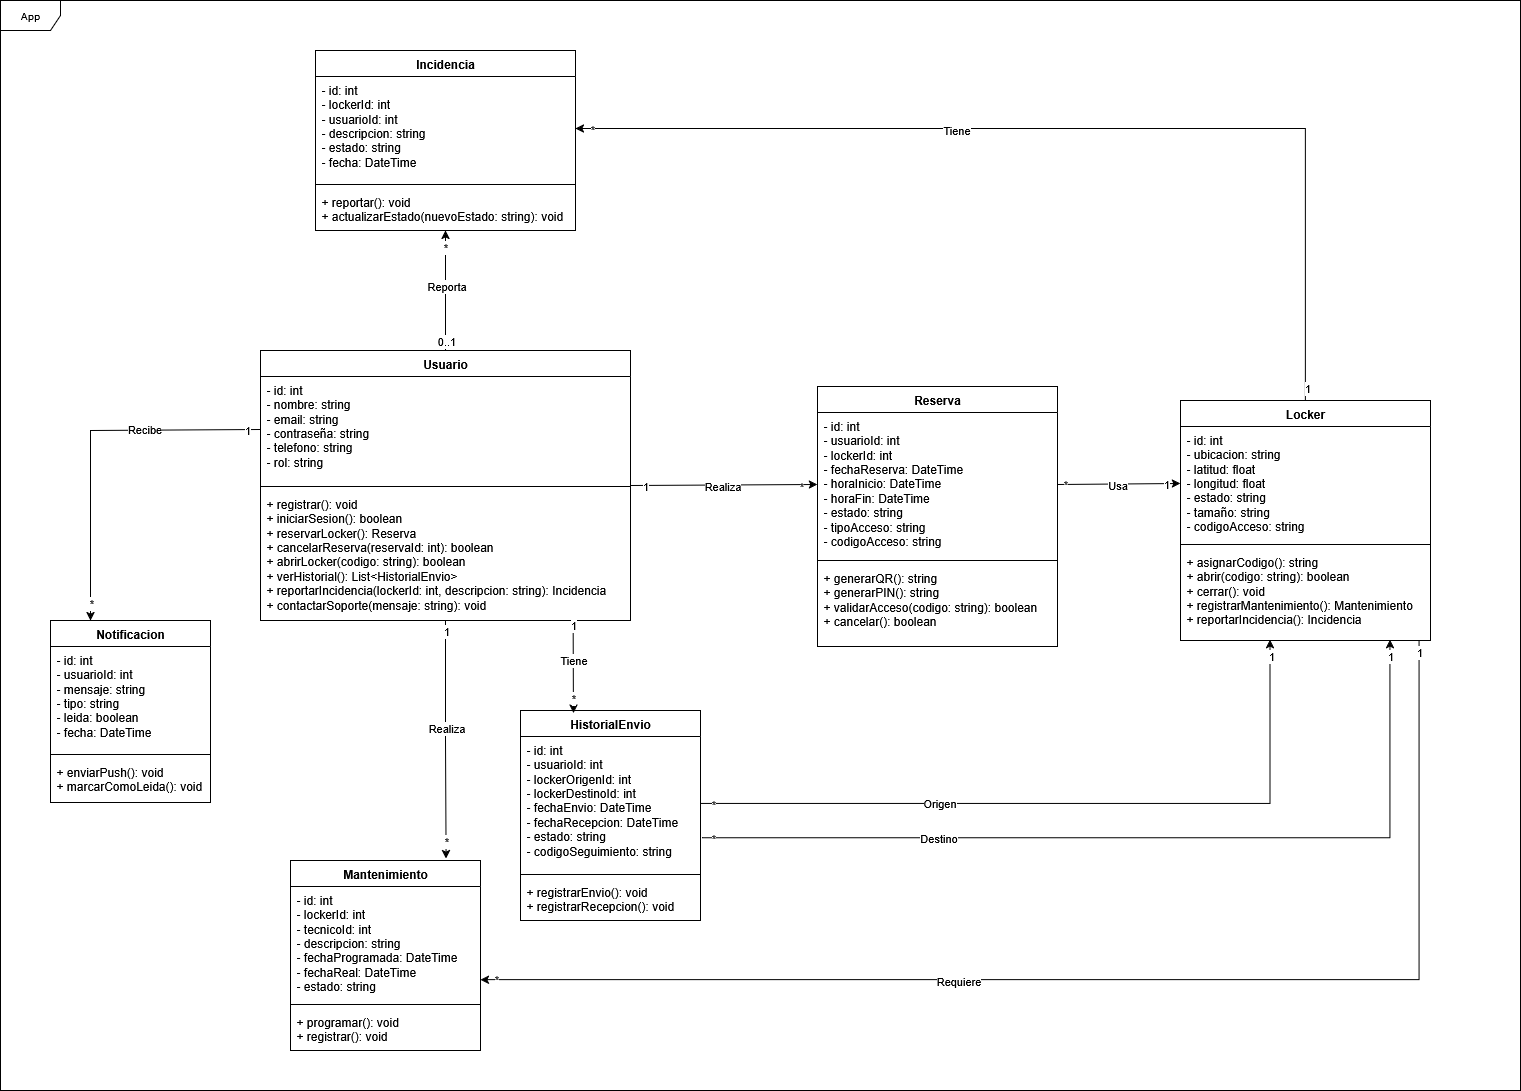 App
Incidencia
- id: int
- lockerId: int
- usuarioId: int
- descripcion: string
- estado: string
- fecha: DateTime
+ reportar(): void
+ actualizarEstado(nuevoEstado: string): void
*
Tiene
1
*
Reporta
0..1
Usuario
- id: int
- nombre: string
- email: string
- contraseña: string
- telefono: string
- rol: string
+ registrar(): void
+ iniciarSesion(): boolean
+ reservarLocker(): Reserva
+ cancelarReserva(reservaId: int): boolean
+ abrirLocker(codigo: string): boolean
+ verHistorial(): List<HistorialEnvio>
+ reportarIncidencia(lockerId: int, descripcion: string): Incidencia
+ contactarSoporte(mensaje: string): void
Recibe
1
*
1
Realiza
*
Reserva
- id: int
- usuarioId: int
- lockerId: int
- fechaReserva: DateTime
- horaInicio: DateTime
- horaFin: DateTime
- estado: string
- tipoAcceso: string
- codigoAcceso: string
+ generarQR(): string
+ generarPIN(): string
+ validarAcceso(codigo: string): boolean
+ cancelar(): boolean
*
Usa
1
Locker
- id: int
- ubicacion: string
- latitud: float
- longitud: float
- estado: string
- tamaño: string
- codigoAcceso: string
+ asignarCodigo(): string
+ abrir(codigo: string): boolean
+ cerrar(): void
+ registrarMantenimiento(): Mantenimiento
+ reportarIncidencia(): Incidencia
Notificacion
- id: int
- usuarioId: int
- mensaje: string
- tipo: string
- leida: boolean
- fecha: DateTime
+ enviarPush(): void
+ marcarComoLeida(): void
1
Realiza
*
1
Tiene
*
HistorialEnvio
- id: int
- usuarioId: int
- lockerOrigenId: int
- lockerDestinoId: int
- fechaEnvio: DateTime
- fechaRecepcion: DateTime
- estado: string
- codigoSeguimiento: string
+ registrarEnvio(): void
+ registrarRecepcion(): void
*
Origen
1
*
Destino
1
1
Mantenimiento
- id: int
- lockerId: int
- tecnicoId: int
- descripcion: string
- fechaProgramada: DateTime
- fechaReal: DateTime
- estado: string
+ programar(): void
+ registrar(): void
*
Requiere